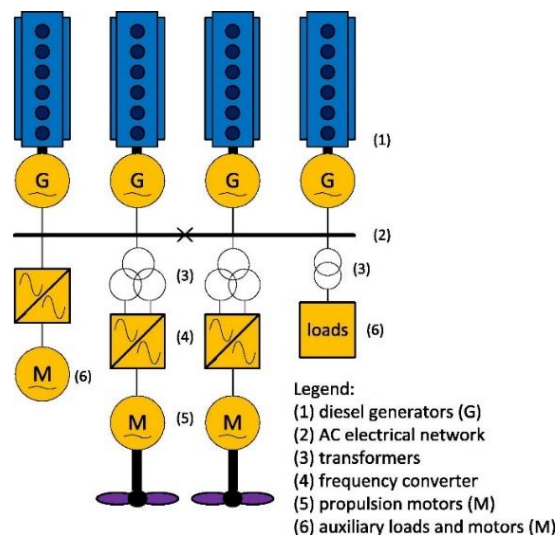 G G G G
(1)
(2)
(3) (3)
(4) loads (6)
M (6)
M M (5)
Legend:
(1) diesel generators (G)
(2) AC electrical network
(3) transformers
(4) frequency converter
(5) propulsion motors (M)
(6) auxiliary loads and motors (M)